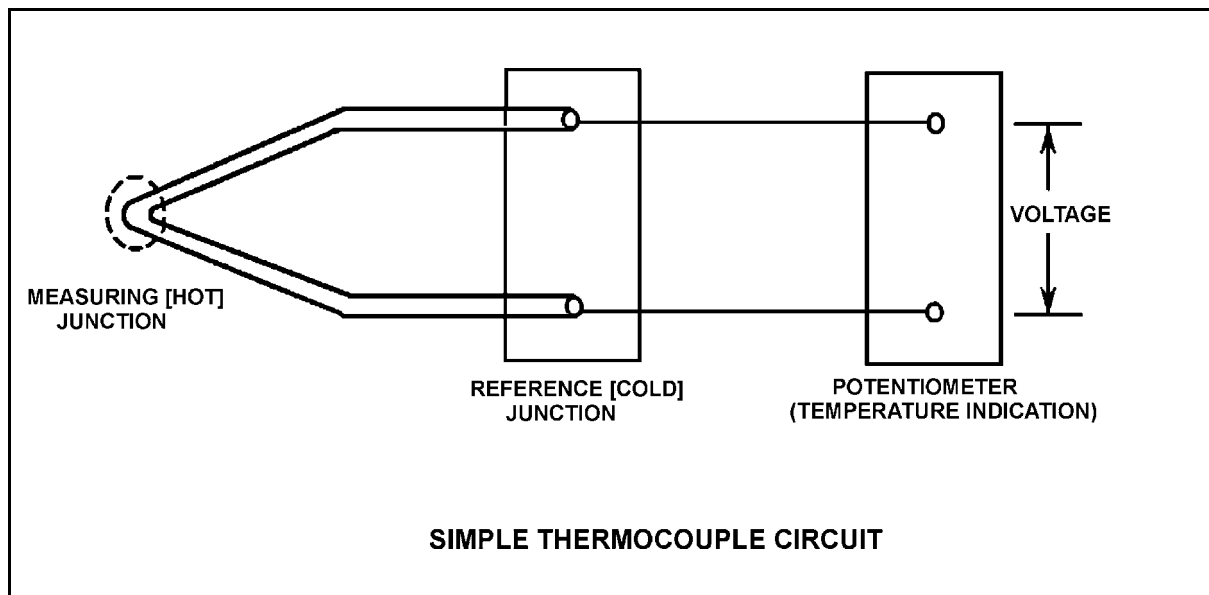 VOLTAGE
MEASURING [HOT]
JUNCTION
REFERENCE [COLD]
JUNCTION
POTENTIOMETER
(TEMPERATURE INDICATION)
SIMPLE THERMOCOUPLE CIRCUIT